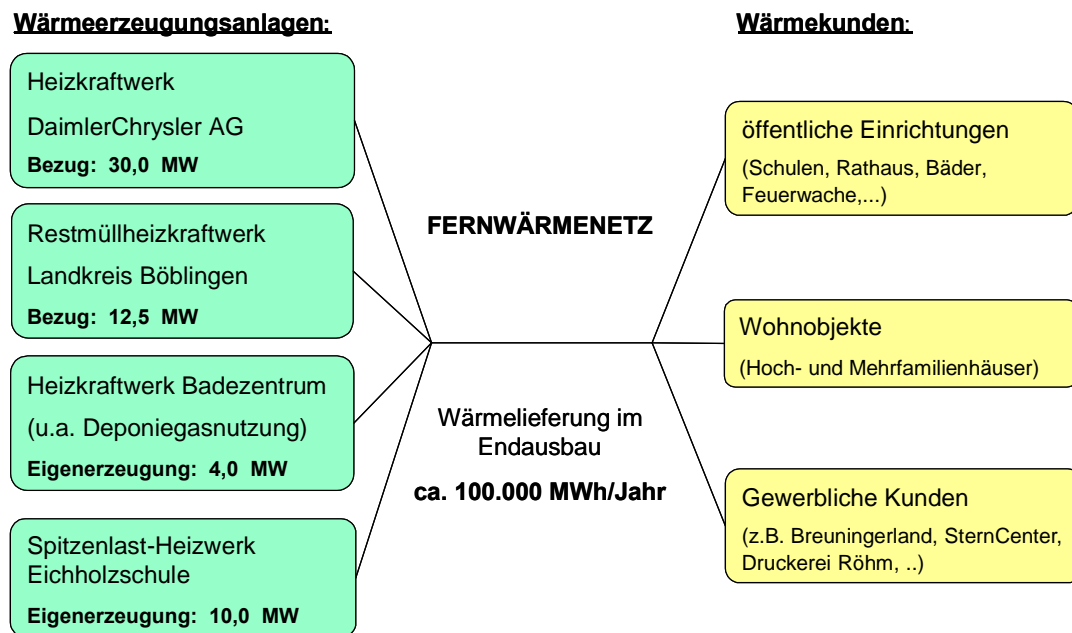 Wärmeerzeugungsanlagen:
Heizkraftwerk
DaimlerChrysler AG
Bezug: 30,0 MW
Restmüllheizkraftwerk
Landkreis Böblingen
Bezug: 12,5 MW
Heizkraftwerk Badezentrum
(u.a. Deponiegasnutzung)
Eigenerzeugung: 4,0 MW
Spitzenlast-Heizwerk
Eichholzschule
Eigenerzeugung: 10,0 MW
FERNWÄRMENETZ
Wärmelieferung im
Endausbau
ca. 100.000 MWh/Jahr
Wärmekunden:
öffentliche Einrichtungen
(Schulen, Rathaus, Bäder,
Feuerwache,...)
Wohnobjekte
(Hoch- und Mehrfamilienhäuser)
Gewerbliche Kunden
(z.B. Breuningerland, SternCenter,
Druckerei Röhm, ..)